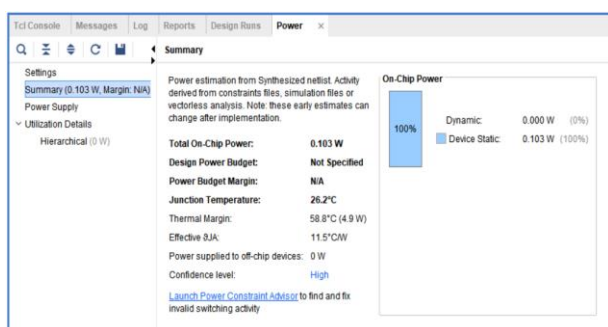 Tcl Console Messages Log Reports Design Runs Power ×
Summary
Settings
Summary (0.103 W, Margin: N/A)
Power Supply
Utilization Details
Hierarchical (0 W)
Power estimation from Synthesized netlist. Activity
derived from constraints files, simulation files or
vectorless analysis. Note: these early estimates can
change after implementation.
Total On-Chip Power: 0.103 W
Design Power Budget: Not Specified
Power Budget Margin: N/A
Junction Temperature: 26.2°C
Thermal Margin: 58.8°C (4.9 W)
Effective ϑJA: 11.5°C/W
Power supplied to off-chip devices: 0 W
Confidence level: High
Launch Power Constraint Advisor to find and fix
invalid switching activity
On-Chip Power
100%
Dynamic: 0.000 W (0%)
Device Static: 0.103 W (100%)